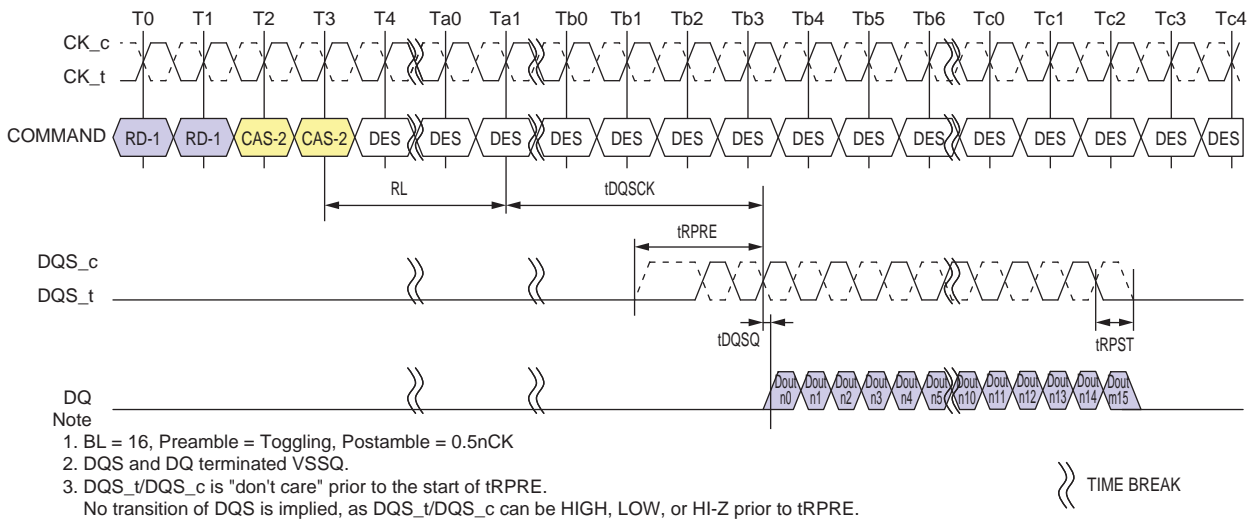 T0 T1 T2 T3 T4 Ta0 Ta1 Tb0 Tb1 Tb2 Tb3 Tb4 Tb5 Tb6 Tc0 Tc1 Tc2 Tc3 Tc4
CK_c
CK_t
COMMAND RD-1 RD-1 CAS-2 CAS-2 DES DES DES DES DES DES DES DES DES DES DES DES DES DES DES
RL tDQSCK
tRPRE
DQS_c
DQS_t
tDQSQ tRPST
Dout Dout Dout Dout Dout Dout Dout Dout Dout Dout Dout Dout
n0 n1 n2 n3 n4 n5 n10 n11 n12 n13 n14 m15
DQ
Note
1. BL = 16, Preamble = Toggling, Postamble = 0.5nCK
2. DQS and DQ terminated VSSQ.
3. DQS_t/DQS_c is "don't care" prior to the start of tRPRE.
No transition of DQS is implied, as DQS_t/DQS_c can be HIGH, LOW, or HI-Z prior to tRPRE.
TIME BREAK